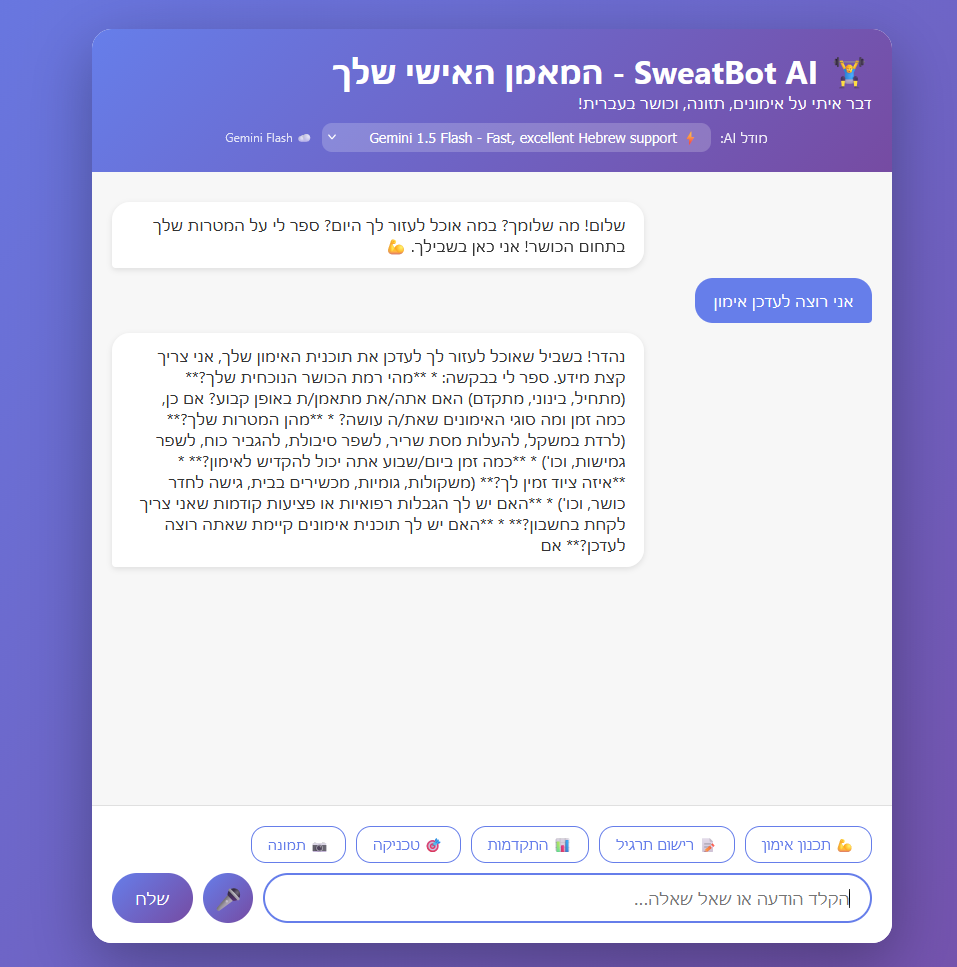 🏋️ SweatBot AI - המאמן האישי שלך
דבר איתי על אימונים, תזונה, וכושר בעברית!
מודל AI:
⚡ Gemini 1.5 Flash - Fast, excellent Hebrew support
☁️ Gemini Flash
שלום! מה שלומך? במה אוכל לעזור לך היום? ספר לי על המטרות שלך
בתחום הכושר! אני כאן בשבילך. 💪
אני רוצה לעדכן אימון
נהדר! בשביל שאוכל לעזור לך לעדכן את תוכנית האימון שלך, אני צריך
קצת מידע. ספר לי בבקשה: * **מהי רמת הכושר הנוכחית שלך?**
(מתחיל, בינוני, מתקדם) האם אתה/את מתאמן/ת באופן קבוע? אם כן,
כמה זמן ומה סוגי האימונים שאת/ה עושה? * **מהן המטרות שלך?**
(לרדת במשקל, להעלות מסת שריר, לשפר סיבולת, להגביר כוח, לשפר
גמישות, וכו') * **כמה זמן ביום/שבוע אתה יכול להקדיש לאימון?** *
**איזה ציוד זמין לך?** (משקולות, גומיות, מכשירים בבית, גישה לחדר
כושר, וכו') * **האם יש לך הגבלות רפואיות או פציעות קודמות שאני צריך
לקחת בחשבון?** * **האם יש לך תוכנית אימונים קיימת שאתה רוצה
לעדכן?** אם
💪 תכנון אימון
📝 רישום תרגיל
📊 התקדמות
🎯 טכניקה
📷 תמונה
הקלד הודעה או שאל שאלה...
שלח